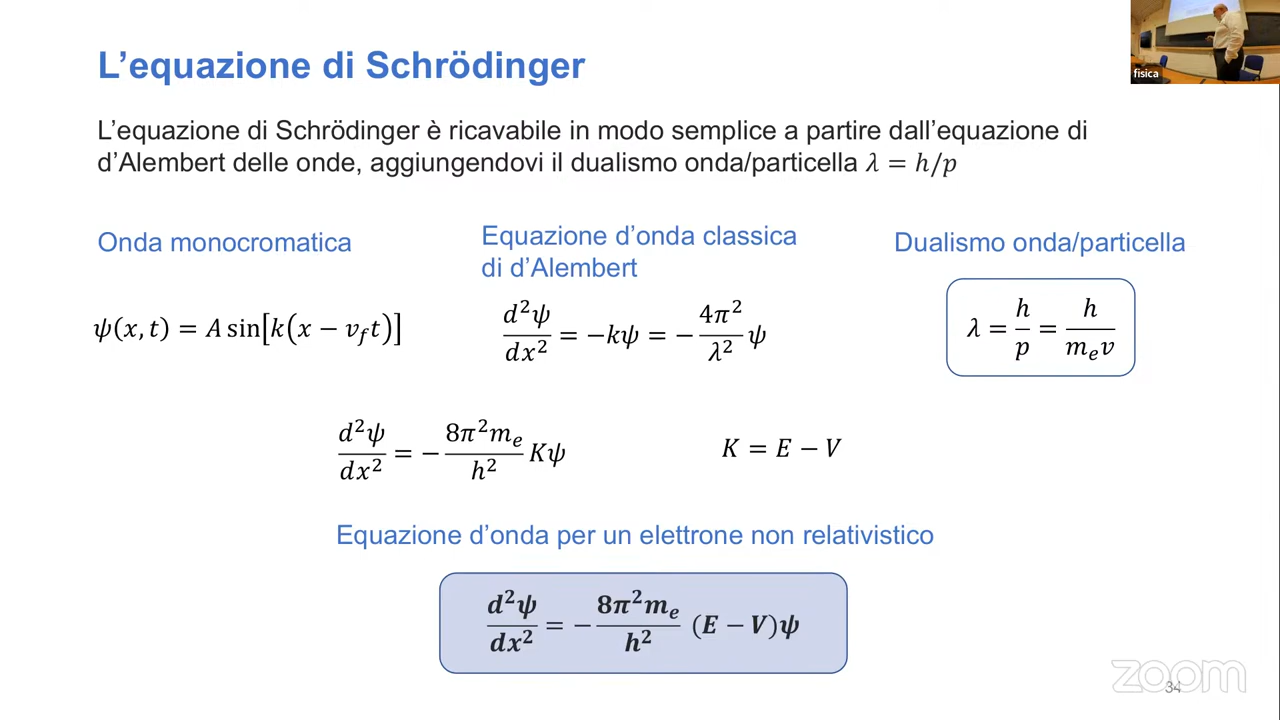 L'equazione di Schrödinger
fisica
L'equazione di Schrödinger è ricavabile in modo semplice a partire dall'equazione di
d'Alembert delle onde, aggiungendovi il dualismo onda/particella λ = h/p
Onda monocromatica
ψ(x, t) = A sin[k(x − v_f t)]
Equazione d'onda classica
di d'Alembert
d²ψ/dx² = −kψ = −4π²/λ² ψ
Dualismo onda/particella
λ = h/p = h/(m_e v)
d²ψ/dx² = −8π²m_e/h² Kψ
K = E − V
Equazione d'onda per un elettrone non relativistico
d²ψ/dx² = −8π²m_e/h² (E − V)ψ
zoom
34